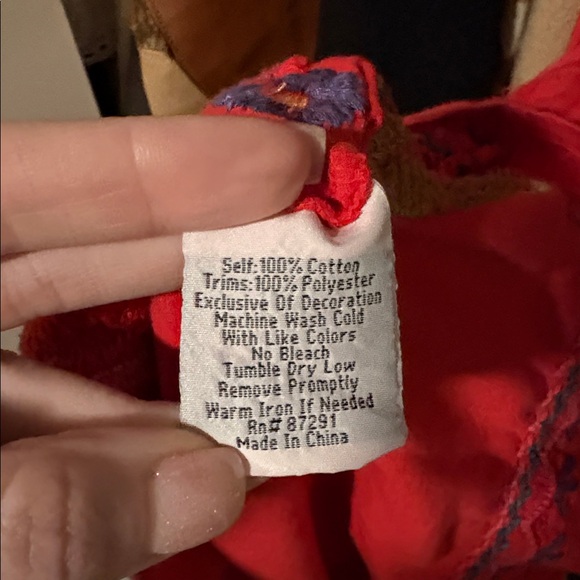 Self:100% Cotton
Trims:100% Polyester
Exclusive Of Decoration
Machine Wash Cold
With Like Colors
No Bleach
Tumble Dry Low
Remove Promptly
Warm Iron If Needed
Rn# 87291
Made In China